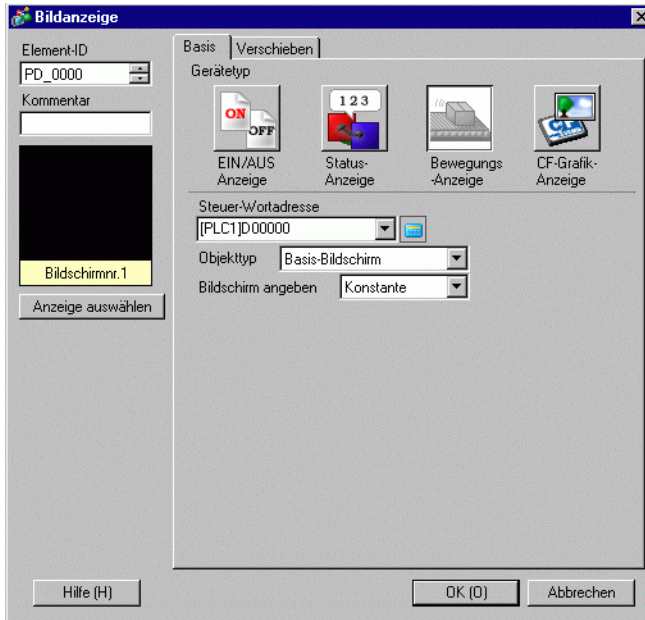 Bildanzeige
Element-ID
PD_0000
Kommentar
Bildschirmnr.1
Anzeige auswählen
Basis
Verschieben
Gerätetyp
ON
OFF
EIN/AUS
Anzeige
123
Status-
Anzeige
Bewegungs
-Anzeige
CF-Grafik-
Anzeige
Steuer-Wortadresse
[PLC1]D00000
Objekttyp Basis-Bildschirm
Bildschirm angeben Konstante
Hilfe (H)
OK (O)
Abbrechen